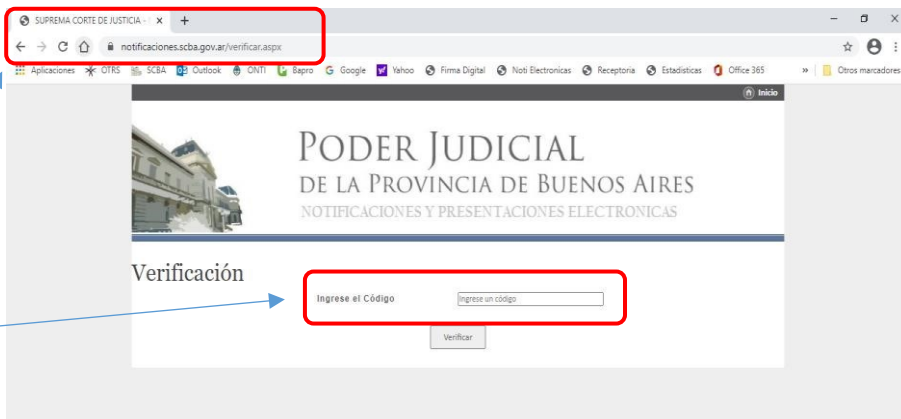 SUPREMA CORTE DE JUSTICIA -
notificaciones.scba.gov.ar/verificar.aspx
Aplicaciones OTRS SCBA Outlook ONTI Bapro Google Yahoo Firma Digital Noti Electronicas Receptoria Estadisticas Office 365 » Otros marcadores
Inicio
PODER JUDICIAL
DE LA PROVINCIA DE BUENOS AIRES
NOTIFICACIONES Y PRESENTACIONES ELECTRONICAS
Verificación
Ingrese el Código Ingrese un código
Verificar